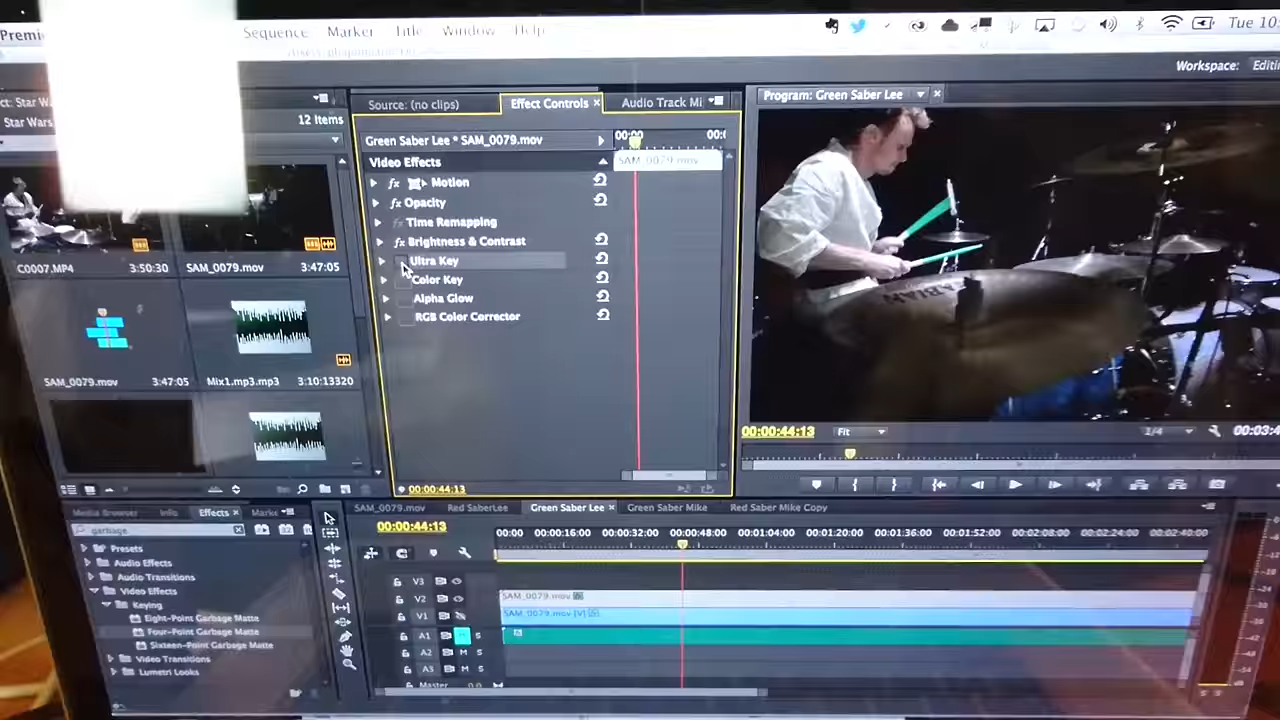 Premi Sequence Marker Title Window Help Tue 10:
Workspace: Editin
ct: Star W
Star Wars
12 Items
C0007.MP4 3:50:30
SAM_0079.mov 3:47:05
SAM_0079.mov 3:47:05
Mix1.mp3.mp3 3:10:13320
Source: (no clips) Effect Controls × Audio Track Mi
Green Saber Lee * SAM_0079.mov
00:00 00:0
Video Effects
SAM_0079.mov
fx Motion
fx Opacity
fx Time Remapping
fx Brightness & Contrast
Ultra Key
Color Key
Alpha Glow
RGB Color Corrector
00:00:44:13
Program: Green Saber Lee ×
SABIAN
00:00:44:13 Fit 1/4 00:03:4
Media Browser Info Effects × Marke
garbage
Presets
Audio Effects
Audio Transitions
Video Effects
Keying
Eight-Point Garbage Matte
Four-Point Garbage Matte
Sixteen-Point Garbage Matte
Video Transitions
Lumetri Looks
SAM_0079.mov Red SaberLee Green Saber Lee × Green Saber Mike Red Saber Mike Copy
00:00:44:13
00:00 00:00:16:00 00:00:32:00 00:00:48:00 00:01:04:00 00:01:20:00 00:01:36:00 00:01:52:00 00:02:08:00 00:02:24:00 00:02:40:00
V3
V2 SAM_0079.mov
V1 SAM_0079.mov [V]
A1 M S
A2 M S
A3 M S
Master 0.0